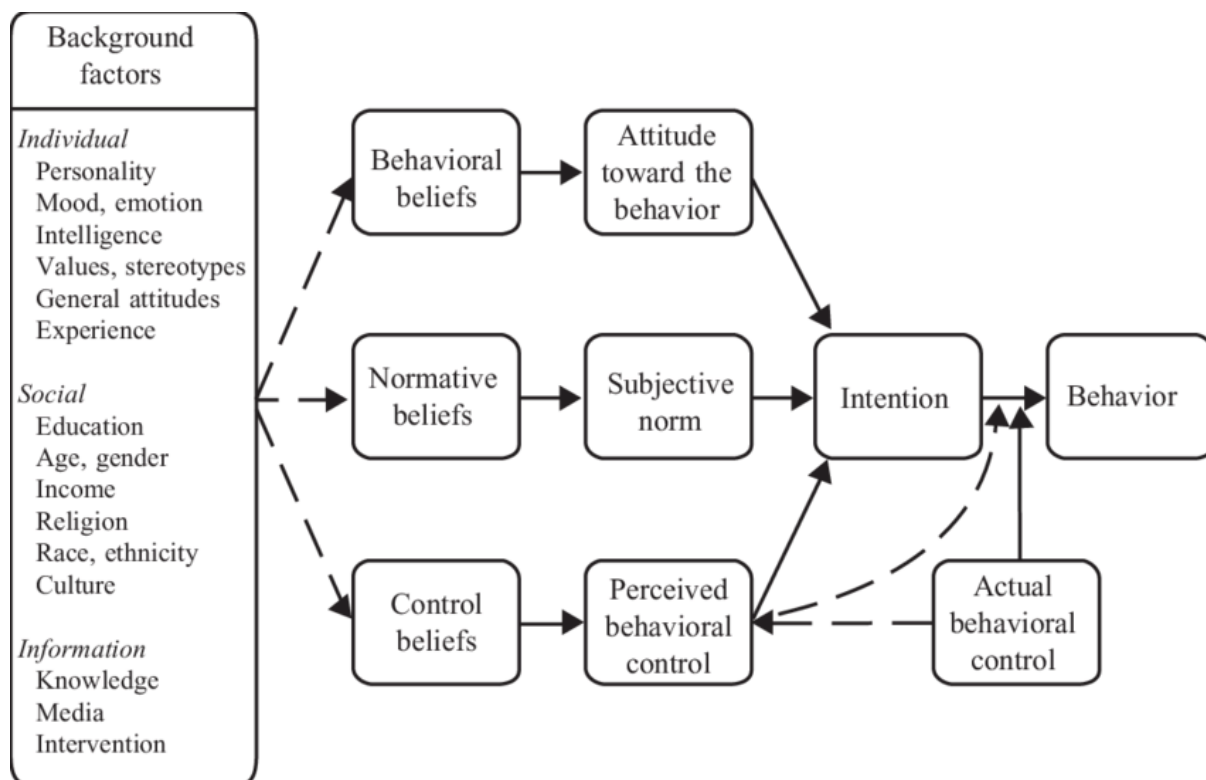 Background
factors
Individual
Personality
Mood, emotion
Intelligence
Values, stereotypes
General attitudes
Experience
Social
Education
Age, gender
Income
Religion
Race, ethnicity
Culture
Information
Knowledge
Media
Intervention
Behavioral
beliefs
Attitude
toward the
behavior
Normative
beliefs
Subjective
norm
Intention
Behavior
Control
beliefs
Perceived
behavioral
control
Actual
behavioral
control